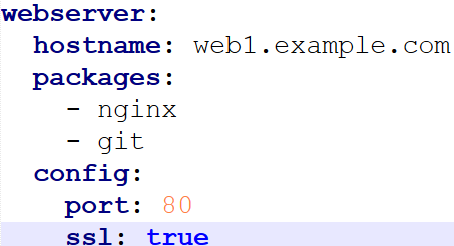 webserver:
  hostname: web1.example.com
  packages:
    - nginx
    - git
  config:
    port: 80
    ssl: true